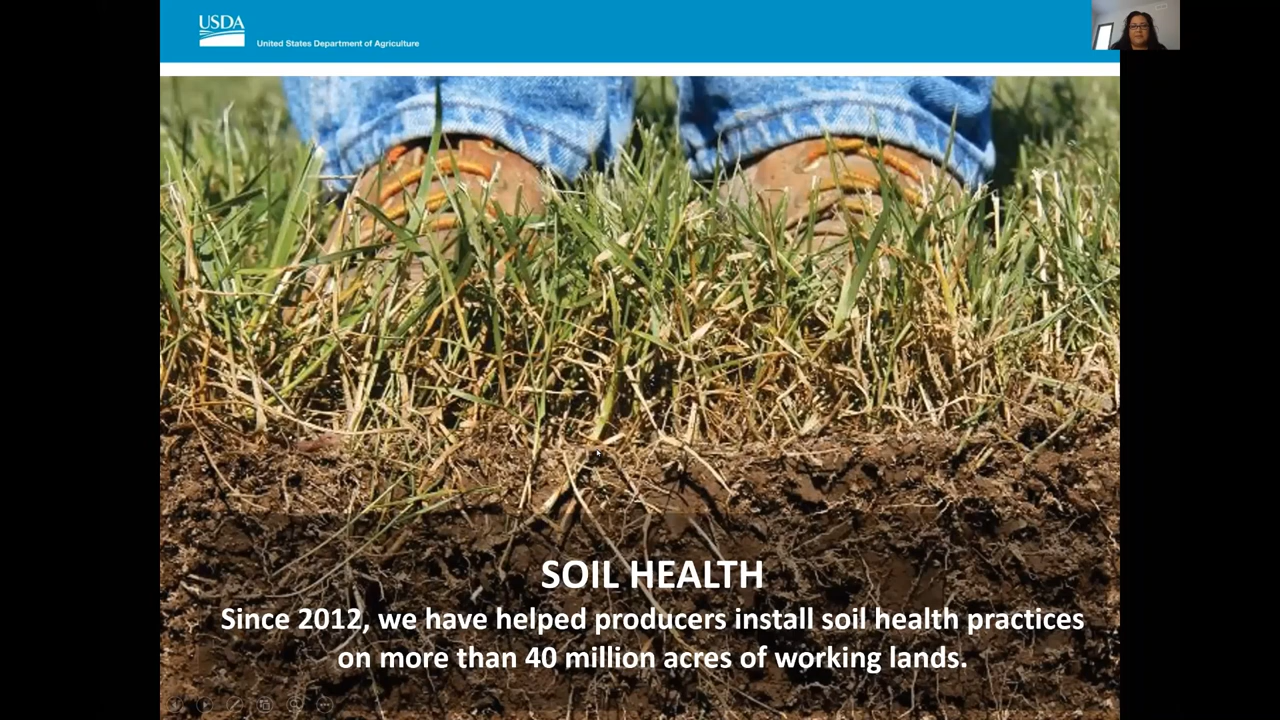 USDA
United States Department of Agriculture
SOIL HEALTH
Since 2012, we have helped producers install soil health practices
on more than 40 million acres of working lands.